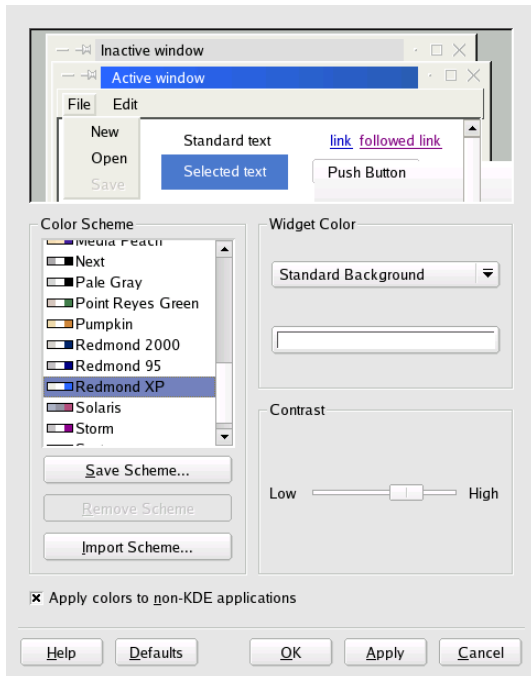 Inactive window
Active window
File Edit
New
Open
Save
Standard text
link followed link
Selected text
Push Button
Color Scheme
Media Peach
Next
Pale Gray
Point Reyes Green
Pumpkin
Redmond 2000
Redmond 95
Redmond XP
Solaris
Storm
Save Scheme...
Remove Scheme
Import Scheme...
Widget Color
Standard Background
Contrast
Low High
Apply colors to non-KDE applications
Help Defaults OK Apply Cancel